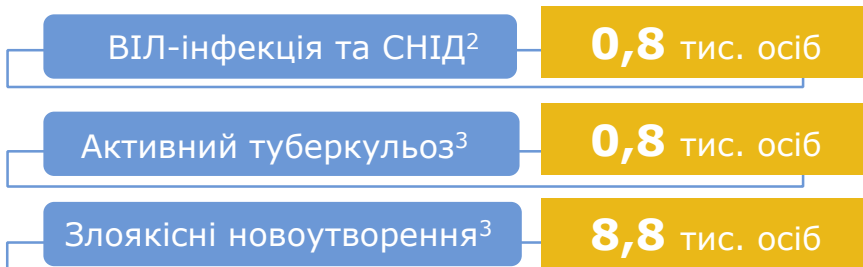 ВІЛ-інфекція та СНІД² 0,8 тис. осіб
Активний туберкульоз³ 0,8 тис. осіб
Злоякісні новоутворення³ 8,8 тис. осіб